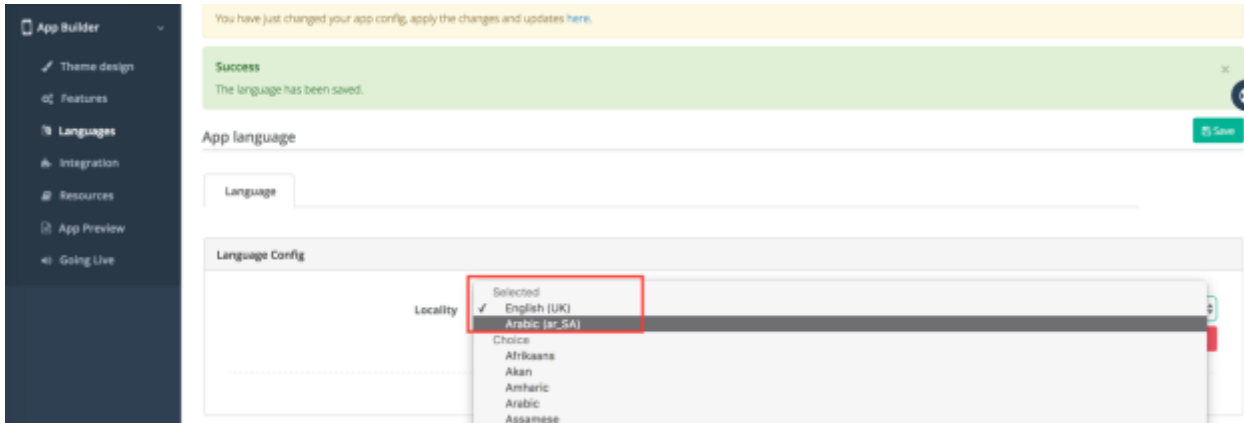 App Builder
Theme design
Features
Languages
Integration
Resources
App Preview
Going Live
You have just changed your app config, apply the changes and updates here.
Success
The language has been saved.
App language
Save
Language
Language Config
Locality
Selected
✓ English (UK)
Arabic (ar_SA)
Choice
Afrikaans
Akan
Amharic
Arabic
Assamese